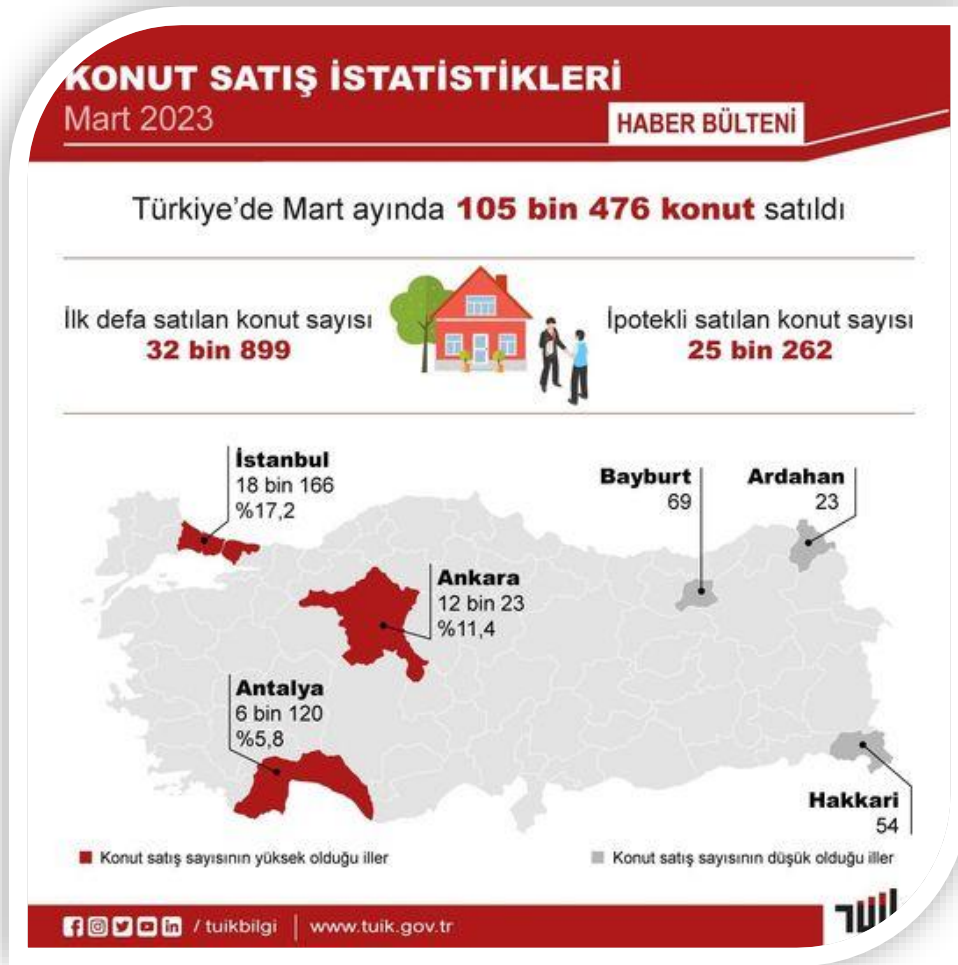 KONUT SATIŞ İSTATİSTİKLERİ
Mart 2023
HABER BÜLTENİ
Türkiye’de Mart ayında 105 bin 476 konut satıldı
İlk defa satılan konut sayısı
32 bin 899
İpotekli satılan konut sayısı
25 bin 262
İstanbul
18 bin 166
%17,2
Bayburt
69
Ardahan
23
Ankara
12 bin 23
%11,4
Antalya
6 bin 120
%5,8
Hakkari
54
Konut satış sayısının yüksek olduğu iller
Konut satış sayısının düşük olduğu iller
/ tuikbilgi | www.tuik.gov.tr
TUİK